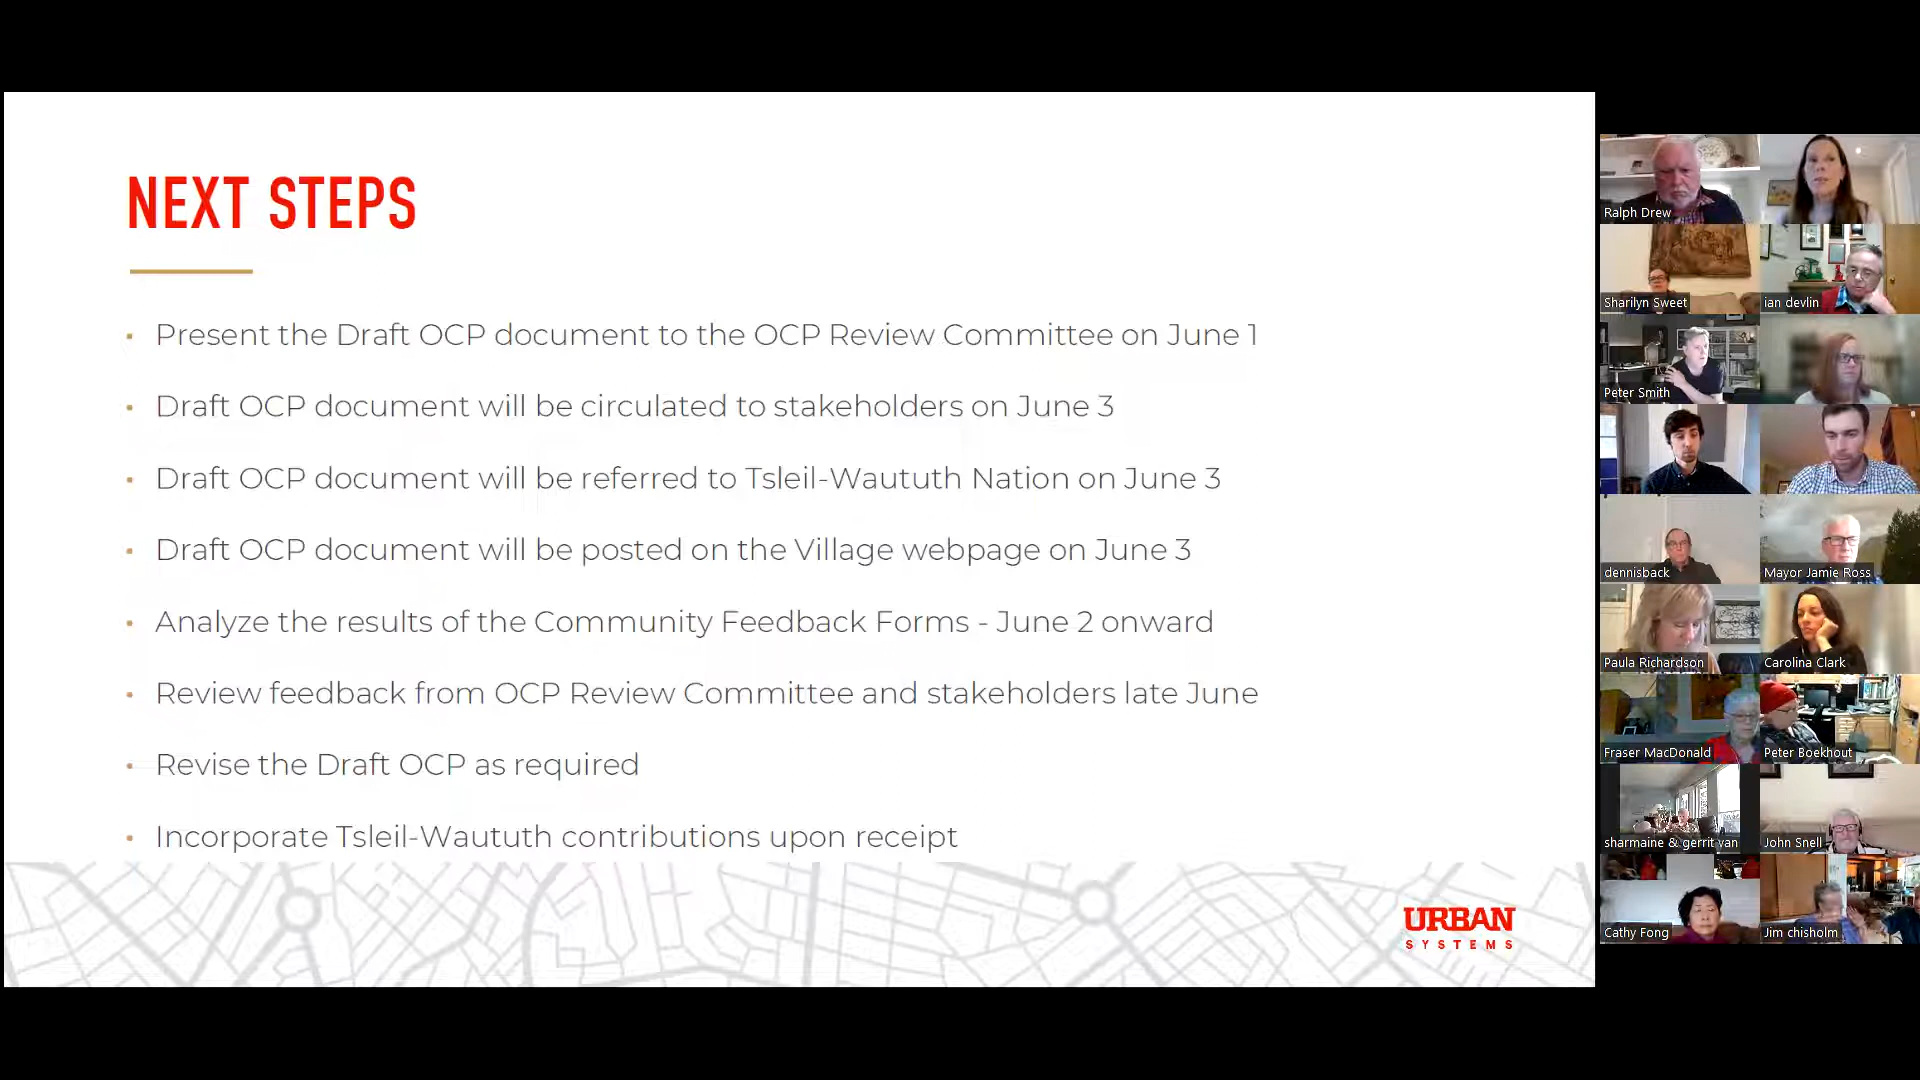 NEXT STEPS
Present the Draft OCP document to the OCP Review Committee on June 1
Draft OCP document will be circulated to stakeholders on June 3
Draft OCP document will be referred to Tsleil-Waututh Nation on June 3
Draft OCP document will be posted on the Village webpage on June 3
Analyze the results of the Community Feedback Forms - June 2 onward
Review feedback from OCP Review Committee and stakeholders late June
Revise the Draft OCP as required
Incorporate Tsleil-Waututh contributions upon receipt
URBAN
SYSTEMS
Ralph Drew
Sharilyn Sweet
ian devlin
Peter Smith
dennisback
Mayor Jamie Ross
Paula Richardson
Carolina Clark
Fraser MacDonald
Peter Boekhout
sharmaine & gerrit van
John Snell
Cathy Fong
Jim chisholm